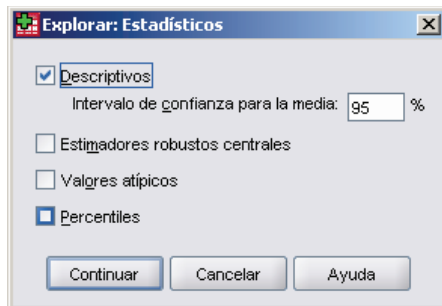 Explorar: Estadísticos
Descriptivos
Intervalo de confianza para la media: 95 %
Estimadores robustos centrales
Valores atípicos
Percentiles
Continuar Cancelar Ayuda